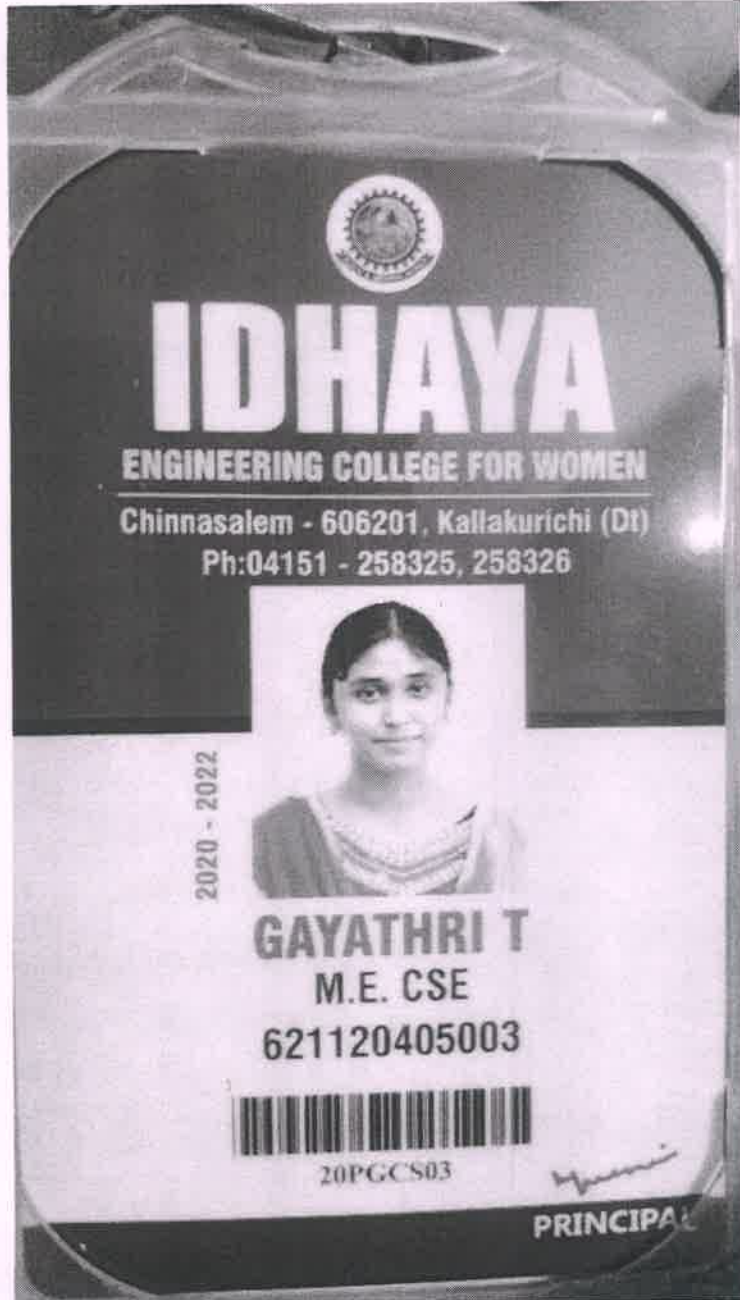 IDHAYA
ENGINEERING COLLEGE FOR WOMEN
Chinnasalem - 606201, Kallakurichi (Dt)
Ph:04151 - 258325, 258326
2020 - 2022
GAYATHRI T
M.E. CSE
621120405003
20PGCS03
PRINCIPAL